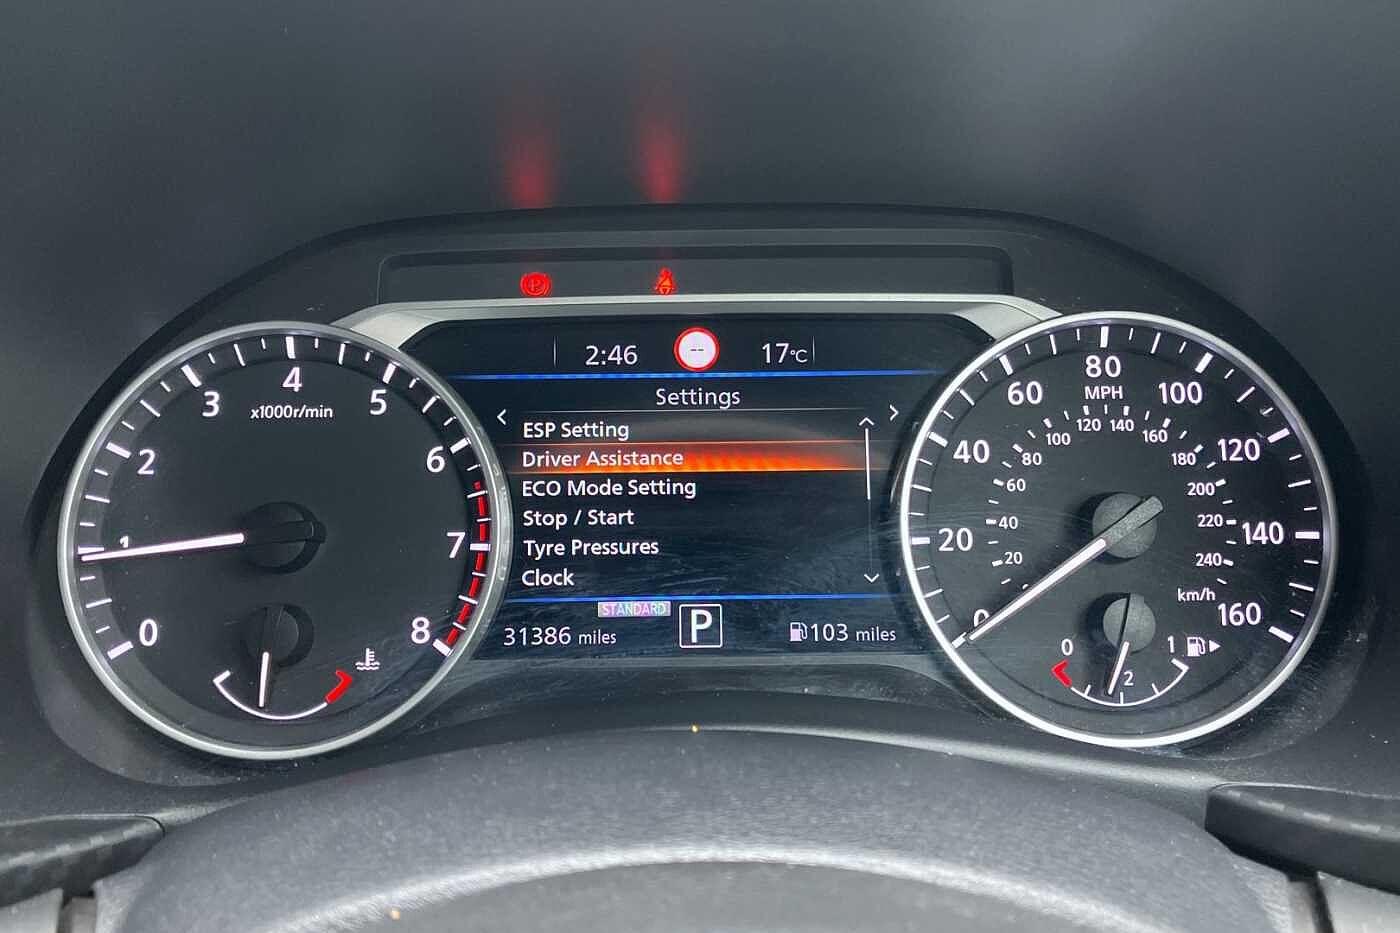 2:46 -- 17°C
Settings
ESP Setting
Driver Assistance
ECO Mode Setting
Stop / Start
Tyre Pressures
Clock
STANDARD
31386 miles
P
103 miles
0
1
2
3
4
5
6
7
8
x1000r/min
0
20
40
60
80
100
120
140
160
MPH
20
40
60
80
100
120
140
160
180
200
220
240
km/h
0
1
2
P